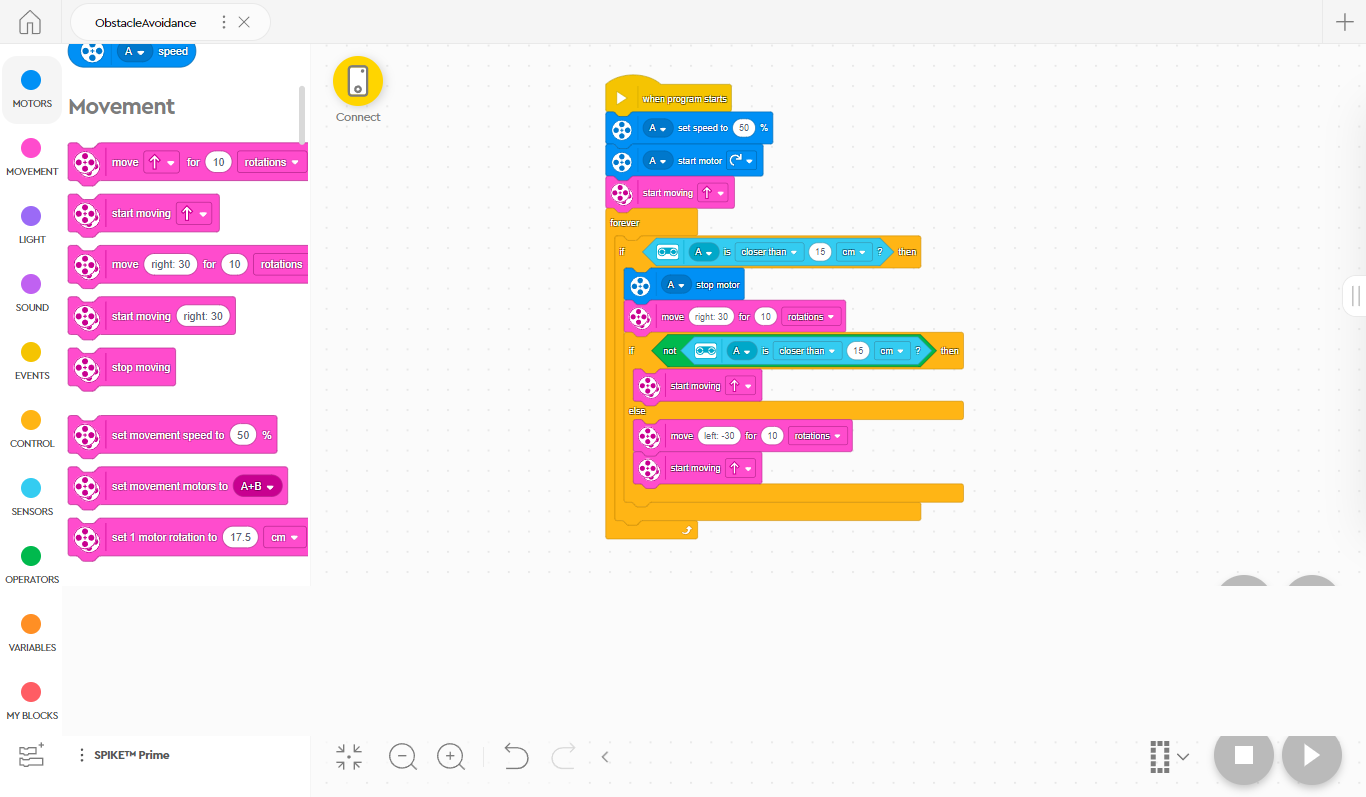 ObstacleAvoidance
A speed
MOTORS
MOVEMENT
LIGHT
SOUND
EVENTS
CONTROL
SENSORS
OPERATORS
VARIABLES
MY BLOCKS
Movement
move for 10 rotations
start moving
move right: 30 for 10 rotations
start moving right: 30
stop moving
set movement speed to 50 %
set movement motors to A+B
set 1 motor rotation to 17.5 cm
SPIKE™ Prime
Connect
when program starts
A set speed to 50 %
A start motor
start moving
forever
if A is closer than 15 cm ? then
A stop motor
move right: 30 for 10 rotations
if not A is closer than 15 cm ? then
start moving
else
move left: -30 for 10 rotations
start moving